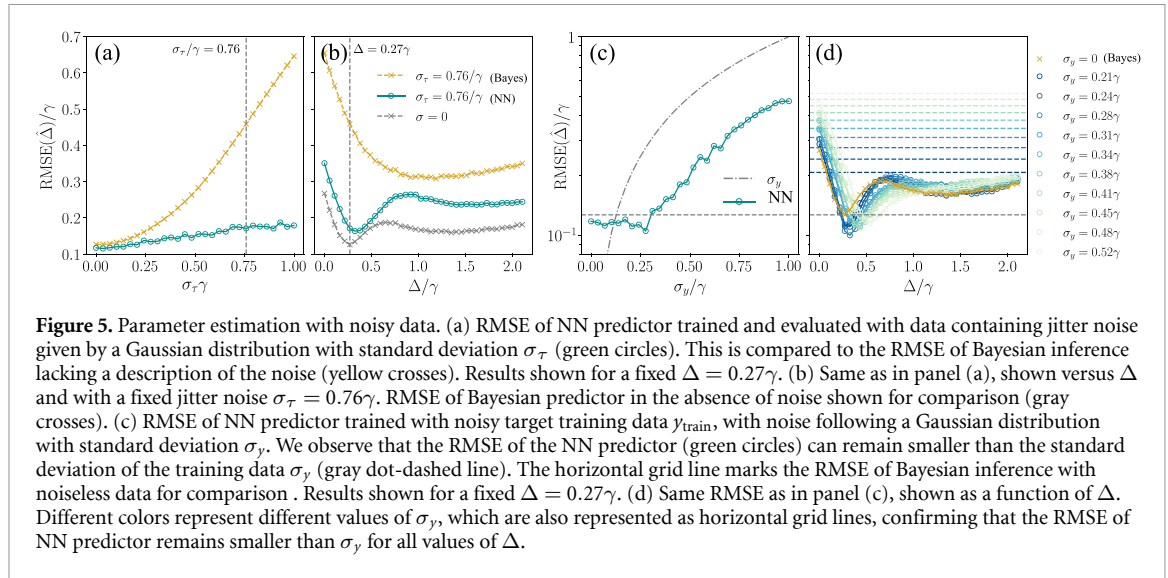 (a)
σ_τ/γ = 0.76
RMSE(Δ̂)/γ
0.7
0.6
0.5
0.4
0.3
0.2
0.1
0.00
0.25
0.50
0.75
1.00
σ_τγ
(b)
Δ = 0.27γ
σ_τ = 0.76/γ (Bayes)
σ_τ = 0.76/γ (NN)
σ = 0
0.0
0.5
1.0
1.5
2.0
Δ/γ
(c)
RMSE(Δ̂)/γ
1
10⁻¹
σ_y
NN
0.00
0.25
0.50
0.75
1.00
σ_y/γ
(d)
0.0
0.5
1.0
1.5
2.0
Δ/γ
σ_y = 0 (Bayes)
σ_y = 0.21γ
σ_y = 0.24γ
σ_y = 0.28γ
σ_y = 0.31γ
σ_y = 0.34γ
σ_y = 0.38γ
σ_y = 0.41γ
σ_y = 0.45γ
σ_y = 0.48γ
σ_y = 0.52γ
Figure 5. Parameter estimation with noisy data. (a) RMSE of NN predictor trained and evaluated with data containing jitter noise
given by a Gaussian distribution with standard deviation σ_τ (green circles). This is compared to the RMSE of Bayesian inference
lacking a description of the noise (yellow crosses). Results shown for a fixed Δ = 0.27γ. (b) Same as in panel (a), shown versus Δ
and with a fixed jitter noise σ_τ = 0.76γ. RMSE of Bayesian predictor in the absence of noise shown for comparison (gray
crosses). (c) RMSE of NN predictor trained with noisy target training data y_train, with noise following a Gaussian distribution
with standard deviation σ_y. We observe that the RMSE of the NN predictor (green circles) can remain smaller than the standard
deviation of the training data σ_y (gray dot-dashed line). The horizontal grid line marks the RMSE of Bayesian inference with
noiseless data for comparison . Results shown for a fixed Δ = 0.27γ. (d) Same RMSE as in panel (c), shown as a function of Δ.
Different colors represent different values of σ_y, which are also represented as horizontal grid lines, confirming that the RMSE of
NN predictor remains smaller than σ_y for all values of Δ.